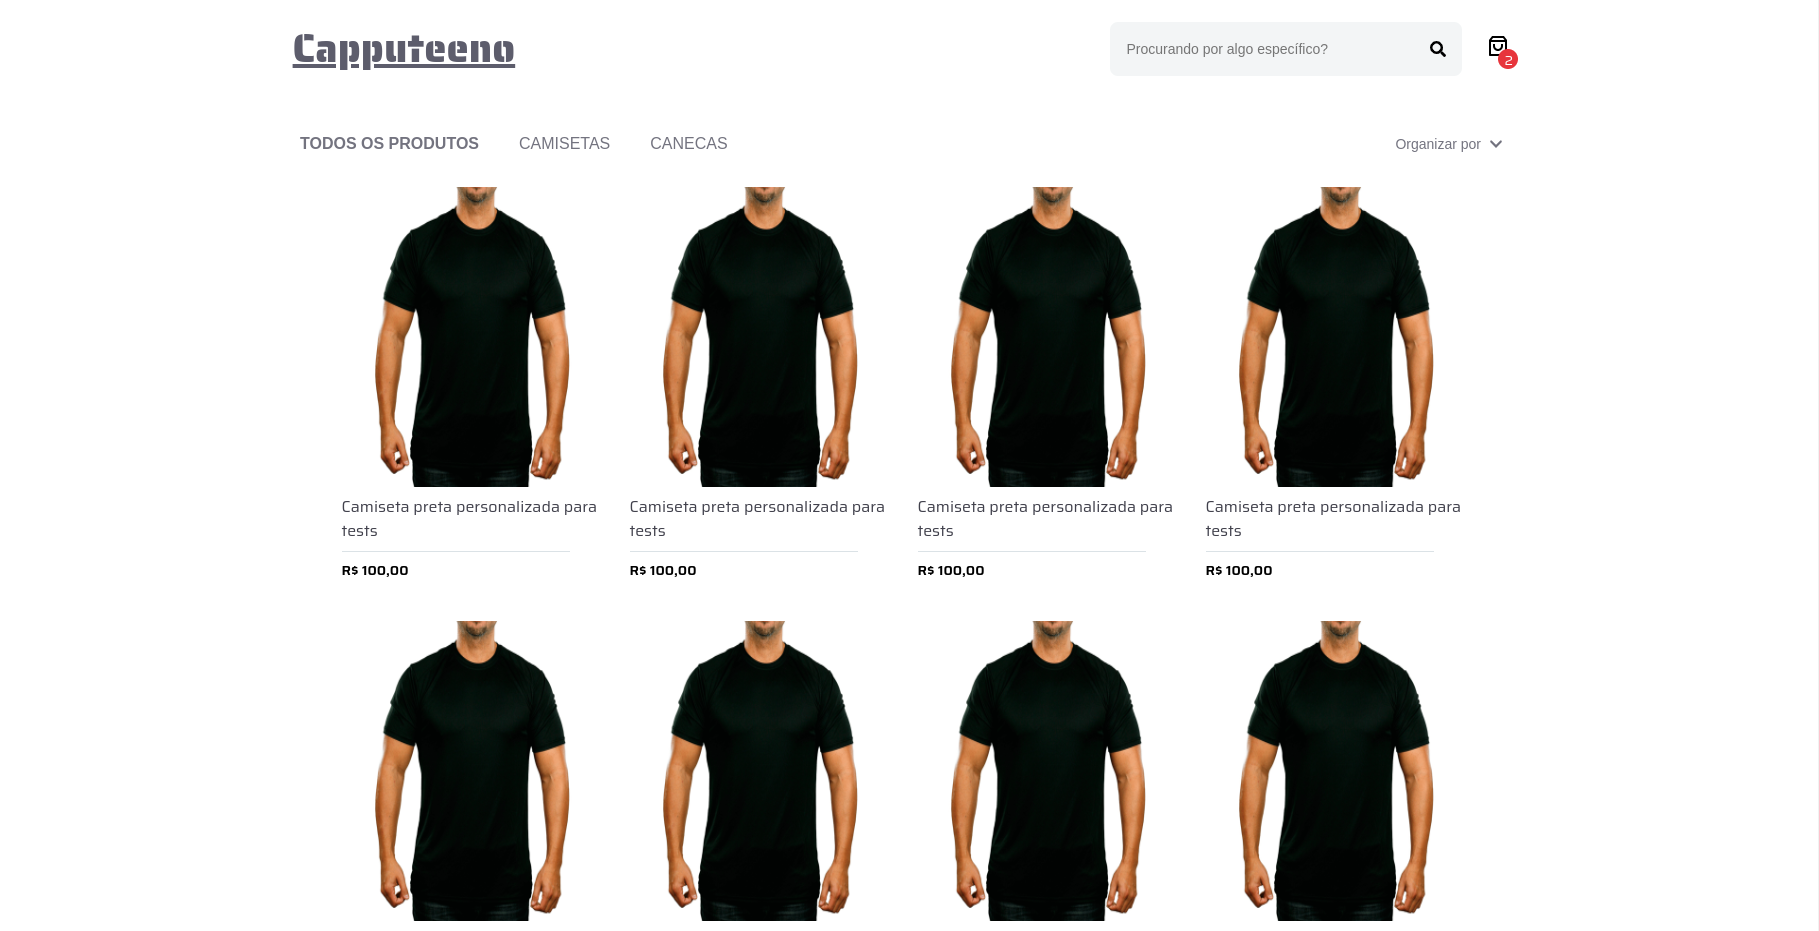 Capputeeno
Procurando por algo específico?
2
TODOS OS PRODUTOS
CAMISETAS
CANECAS
Organizar por
Camiseta preta personalizada para
tests
R$ 100,00
Camiseta preta personalizada para
tests
R$ 100,00
Camiseta preta personalizada para
tests
R$ 100,00
Camiseta preta personalizada para
tests
R$ 100,00